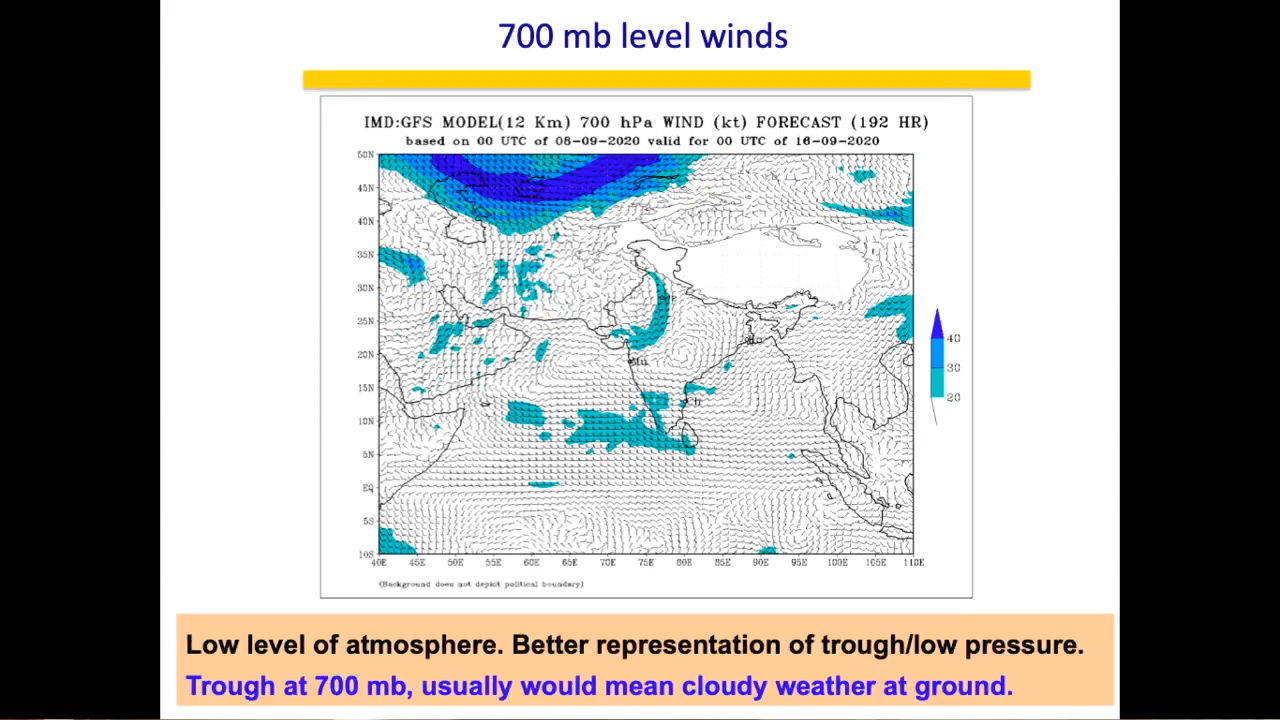 700 mb level winds
IMD:GFS MODEL(12 Km) 700 hPa WIND (kt) FORECAST (192 HR)
based on 00 UTC of 08-09-2020 valid for 00 UTC of 16-09-2020
50N
45N
40N
35N
30N
25N
20N
15N
10N
5N
EQ
5S
10S
40E 45E 50E 55E 60E 65E 70E 75E 80E 85E 90E 95E 100E 105E 110E
Mu
Ch
40
30
20
(Background does not depict political boundary)
Low level of atmosphere. Better representation of trough/low pressure.
Trough at 700 mb, usually would mean cloudy weather at ground.